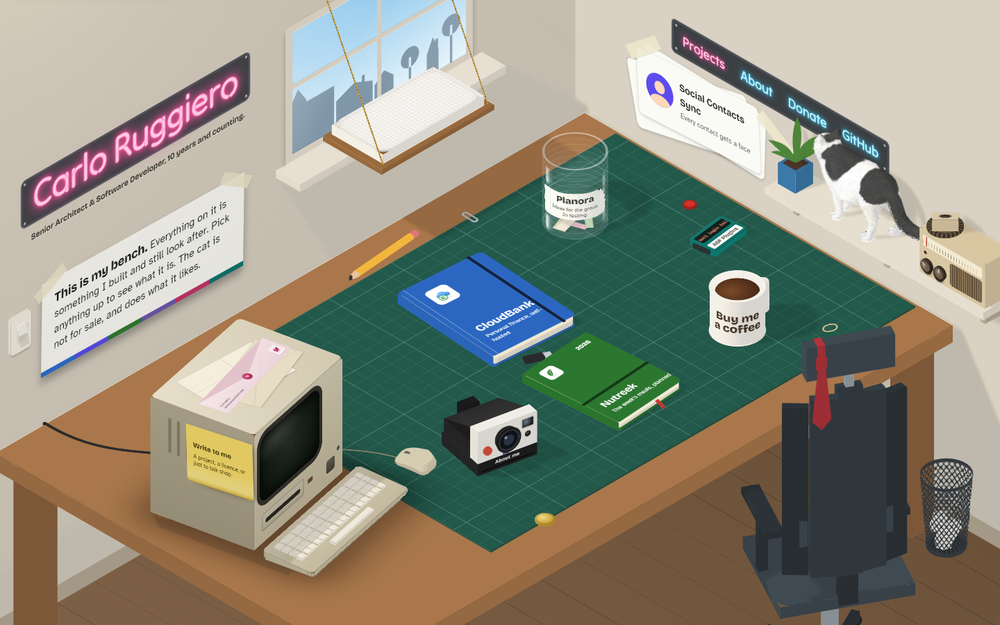 Carlo Ruggiero
Senior Architect & Software Developer, 10 years and counting.
This is my bench. Everything on it is
something I built and still look after. Pick
anything up to see what it is. The cat is
not for sale, and does what it likes.
Projects
About
Donate
GitHub
Social Contacts
Sync
Every contact gets a face
Planora
Ideas for the group
In testing.
CloudBank
Personal finance, self-
2026
Nutreek
The week's meals, planned
Buy me
a coffee
About me
Write to me
A project, a licence, or
just to talk shop.